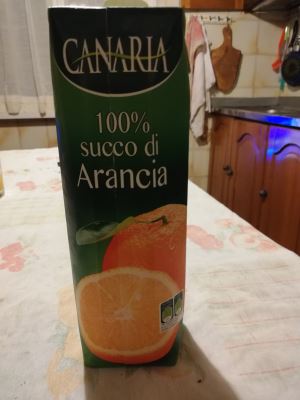 CANARIA
100%
succo di
Arancia